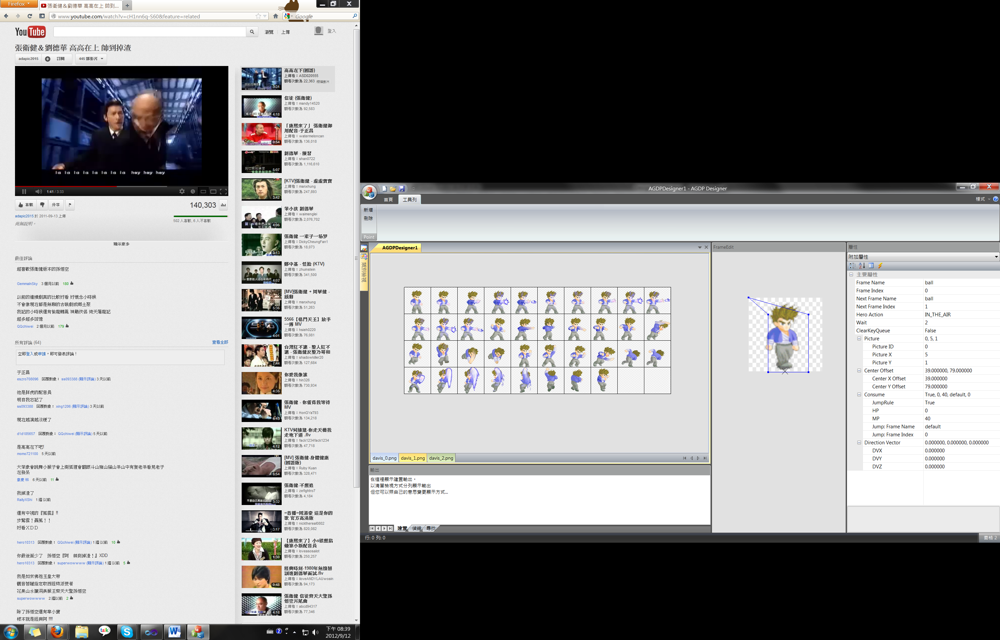 Firefox
張衛健＆劉德華 高高在上 帥到...
www.youtube.com/watch?v=cH1nn6q-S60&feature=related
Google
YouTube
瀏覽
上傳
登入
張衛健＆劉德華 高高在上 帥到掉渣
adapic2015
訂閱
445 部影片
la la la la la la la la hey hey hey
1:41 / 3:33
喜歡
分享
140,303
adapic2015 於 2011-09-13 上傳
502 人喜歡, 6 人不喜歡
尚無說明。
顯示更多
最佳評論
超喜歡張衛健版本的孫悟空
GemmaInSky 3 個月以前 180
以前的連續劇真的比較好看 好懷念小時候
不會像現在都是無聊的古裝劇或鄉土劇
我記的小時候還有偷龍轉鳳 神鵰俠侶 倚天屠龍記
超多超多回憶
QQchiwei 2 個月以前 179
所有評論 (64)
查看全部
立即登入或申請，即可發表評論！
于正昌
eszro708096 回覆對象： ss093388 (顯示評論) 3 天以前
他是胖虎的配音員
明自我忘記了
ss093388 回覆對象： xing1206 (顯示評論) 3 天以前
現在越演越沒梗了
d1d185657 回覆對象： QQchiwei (顯示評論) 5 天以前
是高高在下吧!
momo721100 5 天以前
大笨象會跳舞小猴子會上樹狐狸會翻跟斗山豬山貓山羊山中有隻老羊看見老子
在發呆
6 天以前 11
我掉渣了
RallyXShi 1 週 以前
還有中視的『風雲』!!
步驚雲！聶風！！
好看ＸＤＤ
hero10313 回覆對象： QQchiwei (顯示評論) 1 週 以前 10
你最後面少了 孫悟空『阿 帥到掉渣！』XDD
hero10313 回覆對象： superwowwww (顯示評論) 1 週 以前 5
我是如來佛祖玉皇大帝
觀音菩薩指定取西經特派使者
花果山水簾洞美猴王齊天大聖孫悟空
superwowwww 2 週以前 2
除了孫悟空還有韋小寶
根本就是經典阿 !!!!
高高在下(國語)
上傳者：ASD020555
觀看次數為 22,363 精選影片
3:31
信徒 (張衛健)
上傳者：mandy14520
觀看次數為 92,583
4:18
「康熙來了」 張衛健御
用配音-于正昌
上傳者：watermeloncan
觀看次數為 136,018
0:54
劉德華 - 練習
上傳者：shan0722
觀看次數為 1,116,610
5:07
[KTV]張衛健 - 虛虛實實
上傳者：manxhung
觀看次數為 247,893
3:42
笨小孩 劉德華
上傳者：waimenglei
觀看次數為 2,076,702
4:06
張衛健 一輩子一场梦
上傳者：DickyCheungFan1
觀看次數為 18,073
3:13
鄭中基 - 怪胎 (KTV)
上傳者：zhuinstein
觀看次數為 341,500
4:02
[MV]張衛健 + 周華健 -
感動
上傳者：manxhung
觀看次數為 51,263
5:36
5566【格鬥天王】放手
一搏 MV
上傳者：hsieh0220
觀看次數為 76,081
4:01
台灣紅不讓 - 整人紅不
讓 - 張衛健反整乃哥和
上傳者：shadowkiller20
觀看次數為 127,684
7:44
你愛我像誰
上傳者：hin326
觀看次數為 730,934
4:35
張衛健 - 你值得我等待
MV
上傳者：HonGYaT93
觀看次數為 134,218
6:13
KTV何維建-你走天橋我
走地下道 .flv
上傳者：fack1234fack1234
觀看次數為 47,718
4:12
[MV] 張衛健-身體健康
(國語版)
上傳者：Ruby Kuan
觀看次數為 328,471
6:54
張衛健-不想追
上傳者：zefightro7
觀看次數為 4,184
3:32
=首播=周湯豪 這是你的
歌 官方高清版
上傳者：nickthereal0802
觀看次數為 820,082
3:17
【康熙來了】小s很想掐
蠟筆小新配音員
上傳者：loveasosalot
觀看次數為 250,257
1:30
經典時刻-1980年無線藝
訓班劉德華面試.flv
上傳者：iloveANDYLAUwoain
觀看次數為 94,173
0:48
張衛健 信徒齊天大聖孫
悟空片尾曲
上傳者：abcd94317
觀看次數為 77,346
4:18
talk
下午 08:39
2012/9/12
AGDPDesigner1 - AGDP Designer
首頁
工具列
樣式
新增
刪除
Point
類別檢視
AGDPDesigner1
davis_0.png
davis_1.png
davis_2.png
輸出
在這裡顯示建置輸出。
以清單檢視方式分列顯示輸出
但您可以照自己的意思變更顯示方式...
建置
偵錯
尋找
行: 0 列: 0
窗格 2
FrameEdit
屬性
附加屬性
主要屬性
Frame Name ball
Frame Index 0
Next Frame Name ball
Next Frame Index 1
Hero Action IN_THE_AIR
Wait 2
ClearKeyQueue False
Picture 0, 5, 1
Picture ID 0
Picture X 5
Picture Y 1
Center Offset 39.000000, 79.000000
Center X Offset 39.000000
Center Y Offset 79.000000
Consume True, 0, 40, default, 0
JumpRule True
HP 0
MP 40
Jump: Frame Name default
Jump: Frame Index 0
Direction Vector 0.000000, 0.000000, 0.000000
DVX 0.000000
DVY 0.000000
DVZ 0.000000